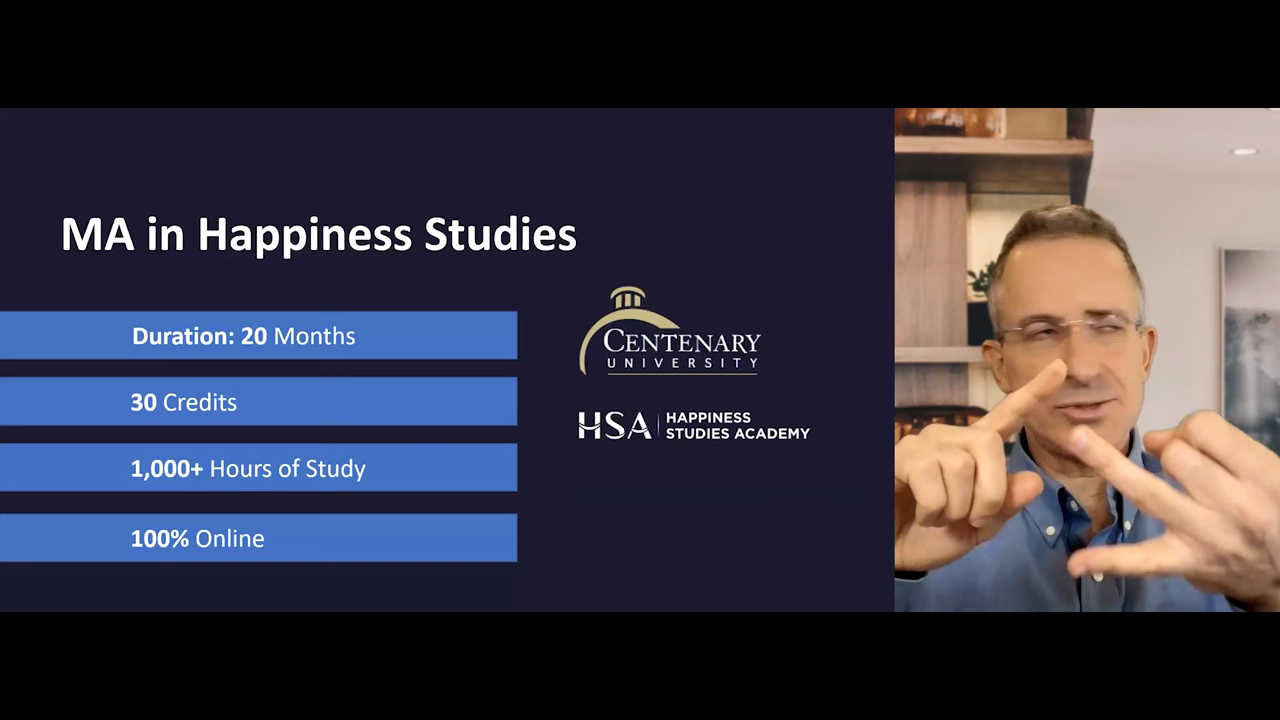 MA in Happiness Studies
Duration: 20 Months
30 Credits
1,000+ Hours of Study
100% Online
CENTENARY
UNIVERSITY
HSA | HAPPINESS
STUDIES ACADEMY